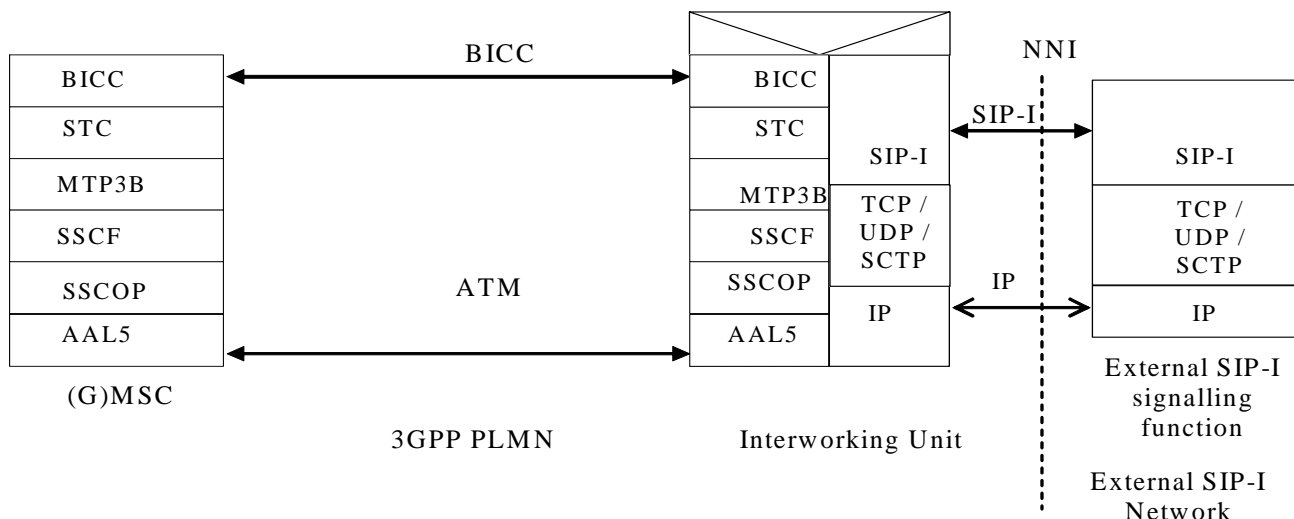 BICC
STC
MTP3B
SSCF
SSCOP
AAL5
(G)MSC
BICC
ATM
3GPP PLMN
BICC
STC
MTP3B
SSCF
SSCOP
AAL5
SIP-I
TCP /
UDP /
SCTP
IP
Interworking Unit
NNI
SIP-I
IP
SIP-I
TCP /
UDP /
SCTP
IP
External SIP-I
signalling
function
External SIP-I
Network